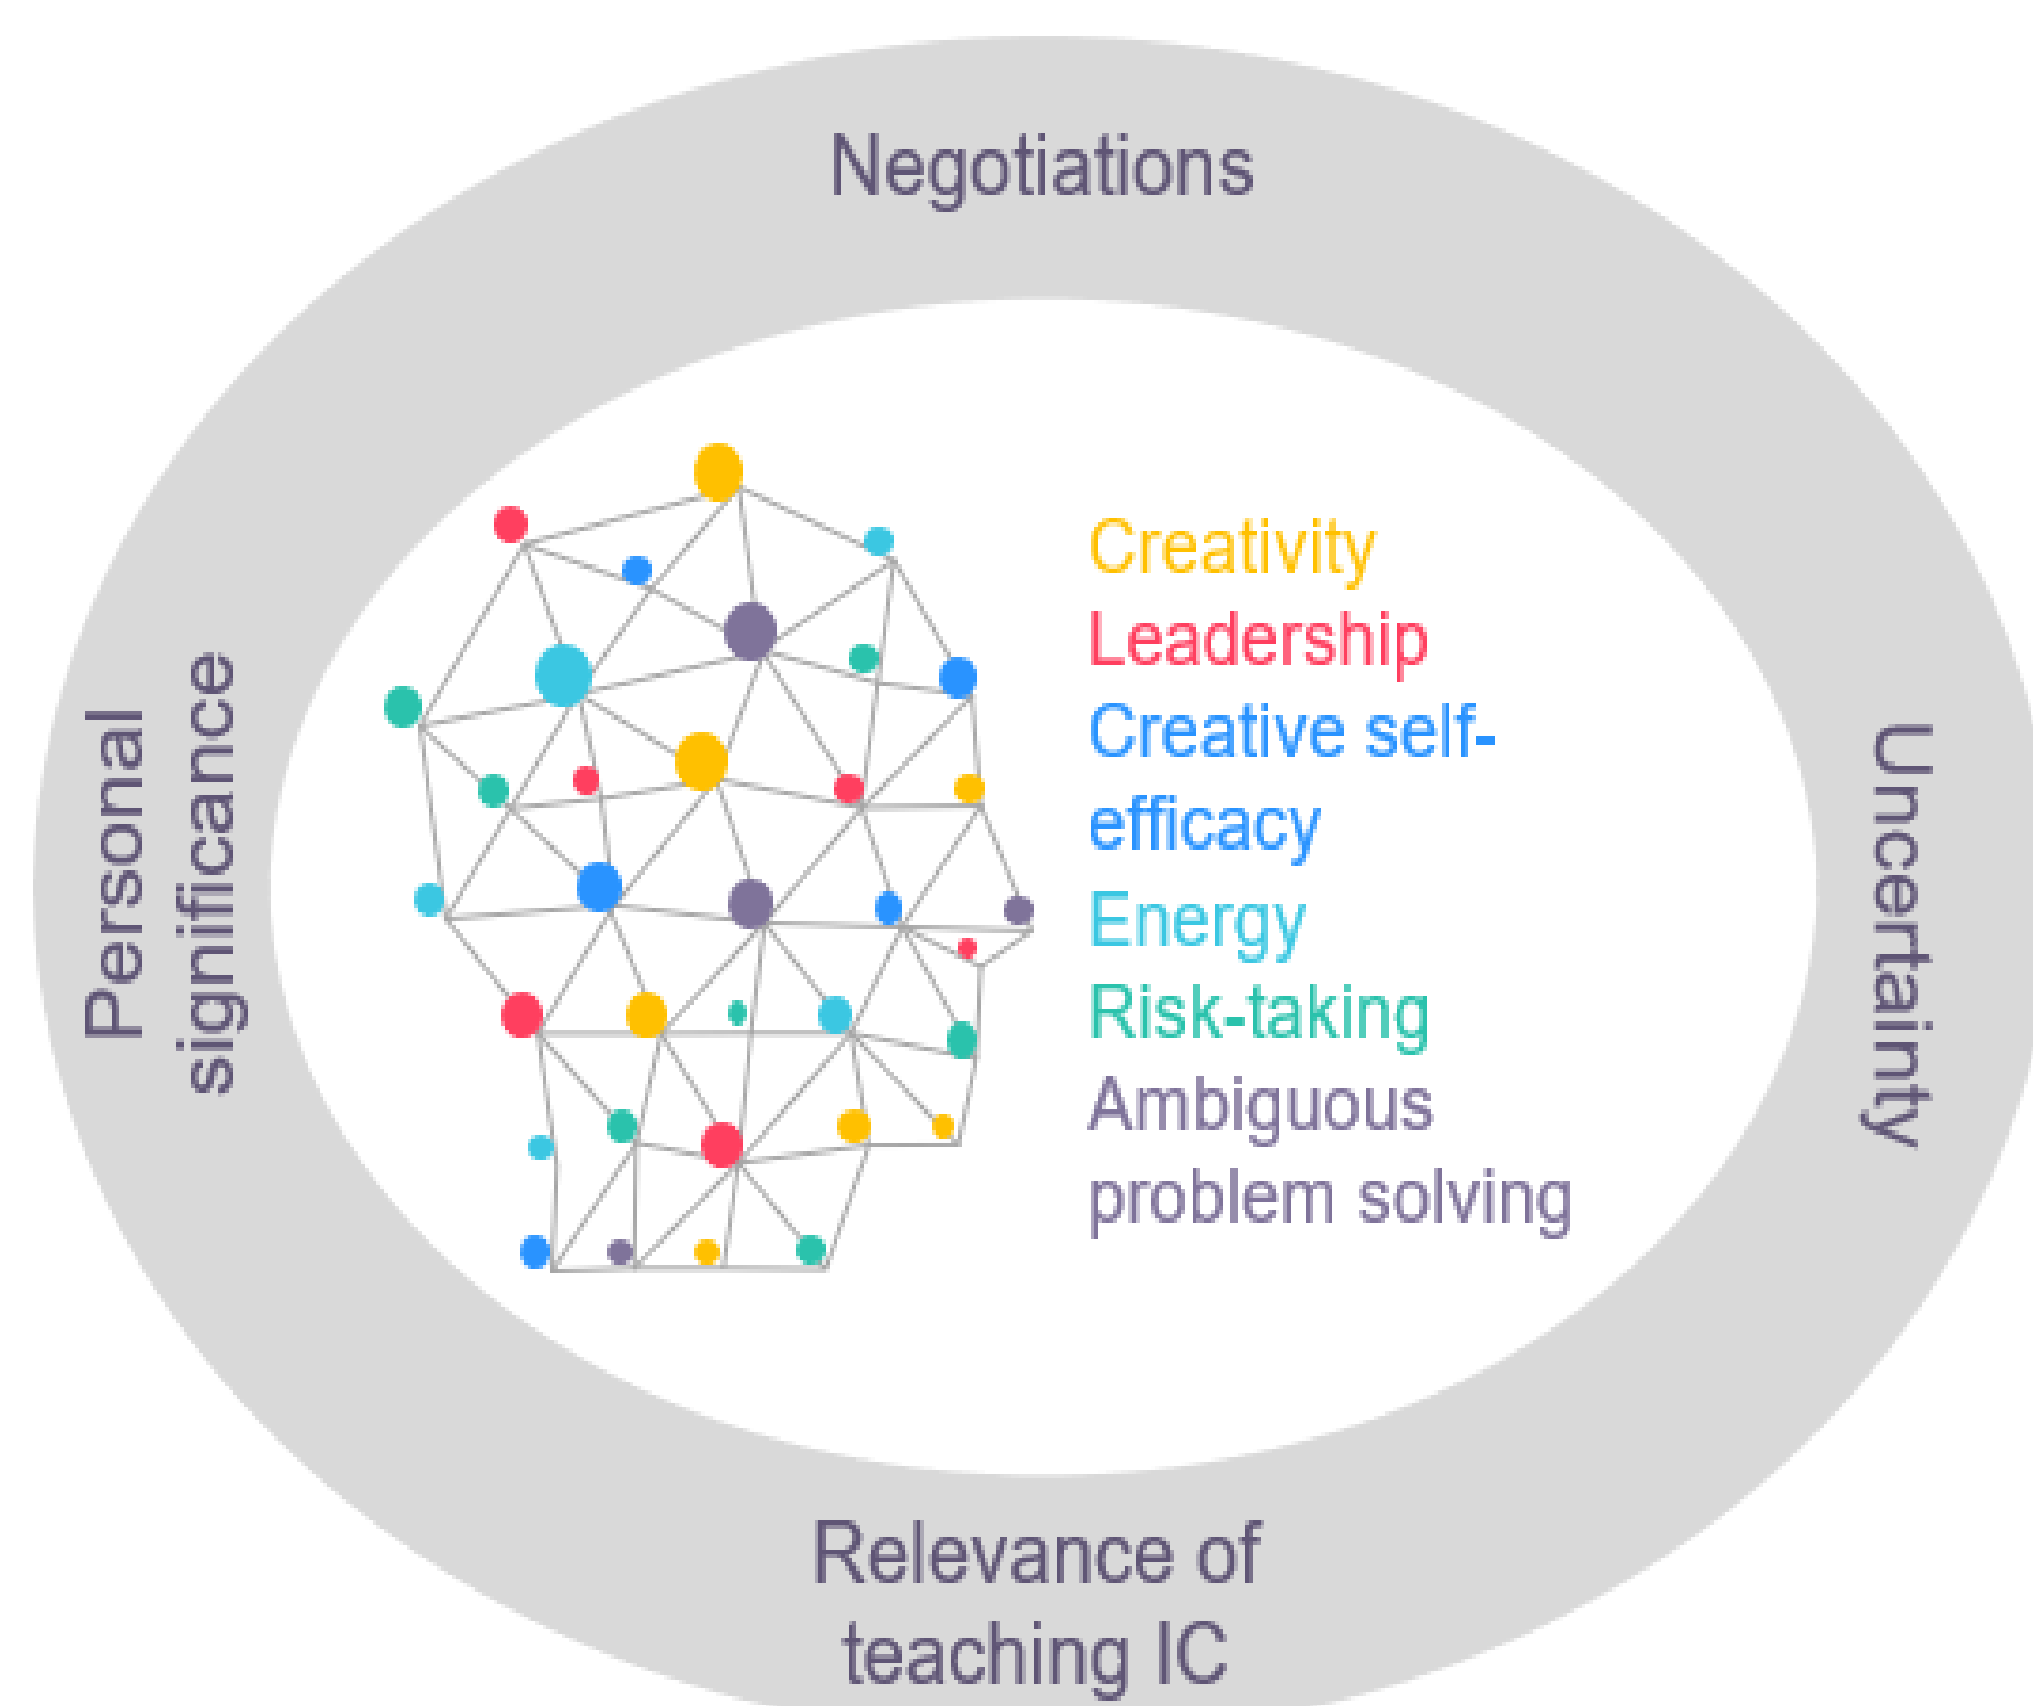 Negotiations
Personal
significance
Creativity
Leadership
Creative self-
efficacy
Energy
Risk-taking
Ambiguous
problem solving
Uncertainty
Relevance of
teaching IC